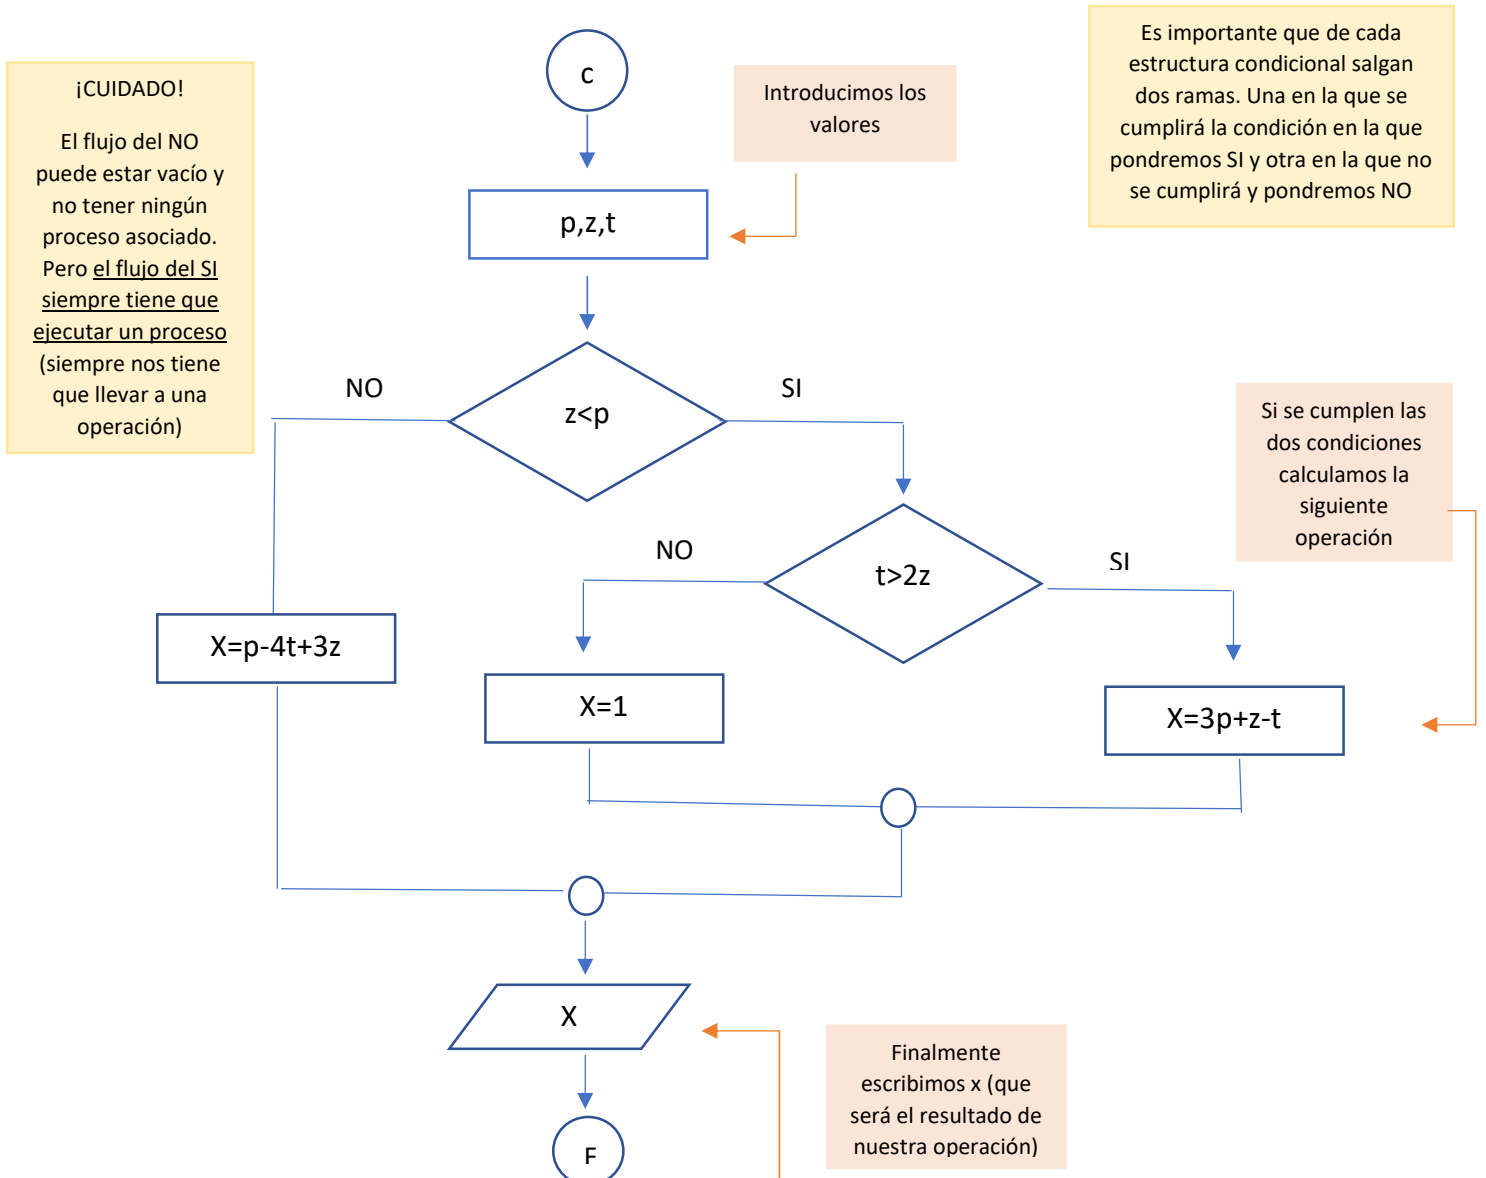 c
Introducimos los
valores
Es importante que de cada
estructura condicional salgan
dos ramas. Una en la que se
cumplirá la condición en la que
pondremos SI y otra en la que no
se cumplirá y pondremos NO
¡CUIDADO!
El flujo del NO
puede estar vacío y
no tener ningún
proceso asociado.
Pero el flujo del SI
siempre tiene que
ejecutar un proceso
(siempre nos tiene
que llevar a una
operación)
p,z,t
NO
z<p
SI
Si se cumplen las
dos condiciones
calculamos la
siguiente
operación
NO
t>2z
SI
X=p-4t+3z
X=1
X=3p+z-t
X
Finalmente
escribimos x (que
será el resultado de
nuestra operación)
F